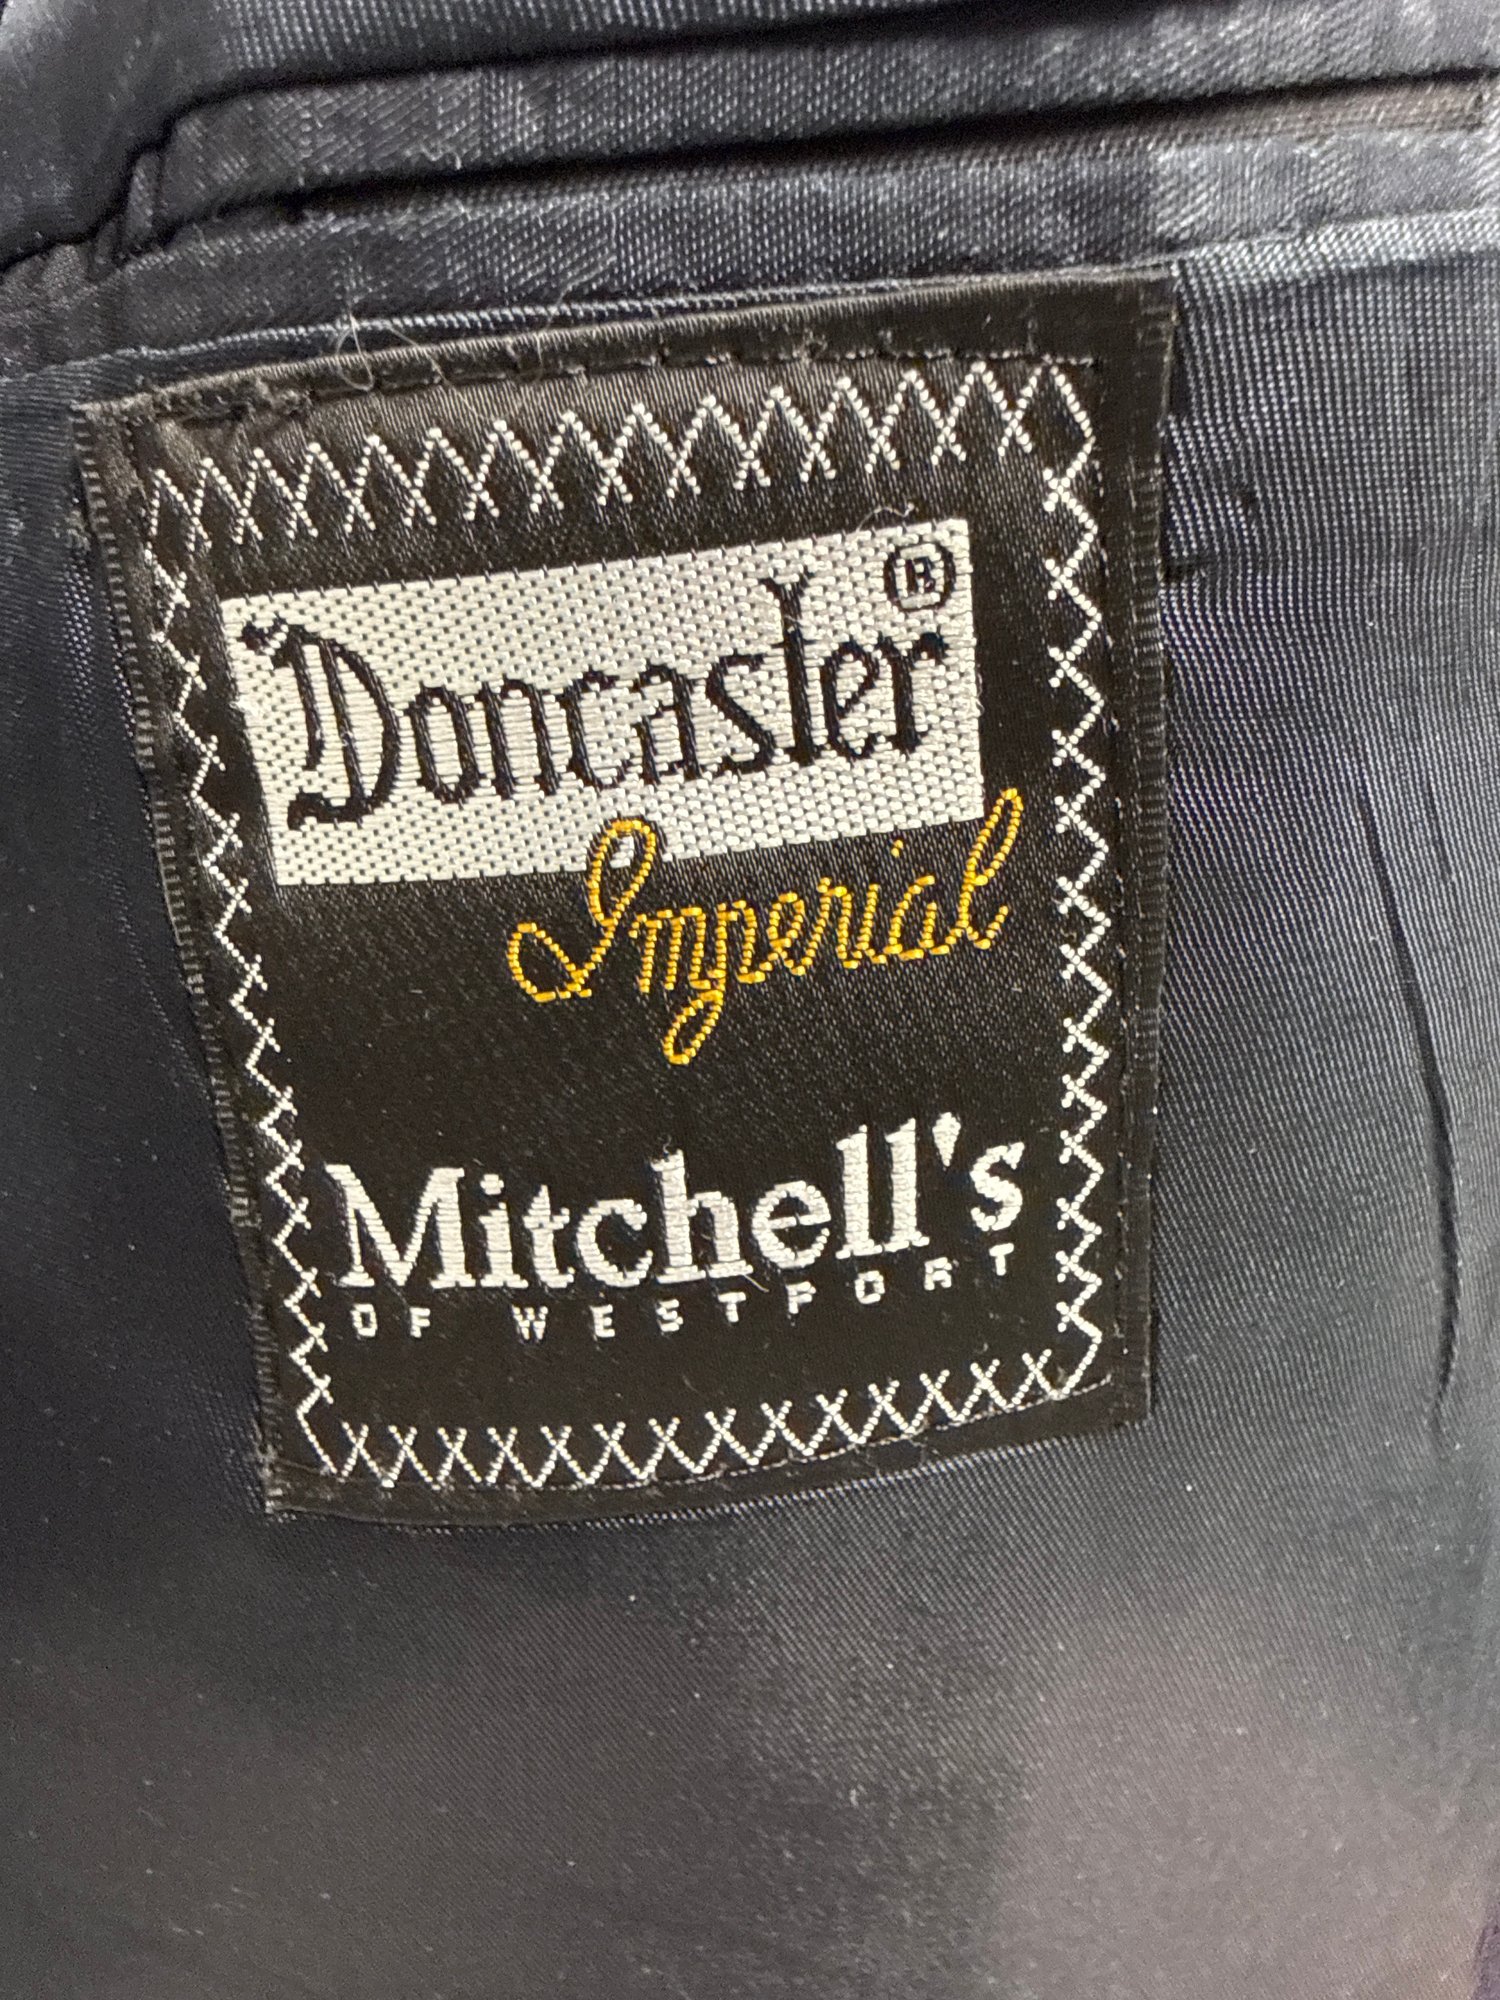 Doncaster®
Imperial
Mitchell's
OF WESTPORT